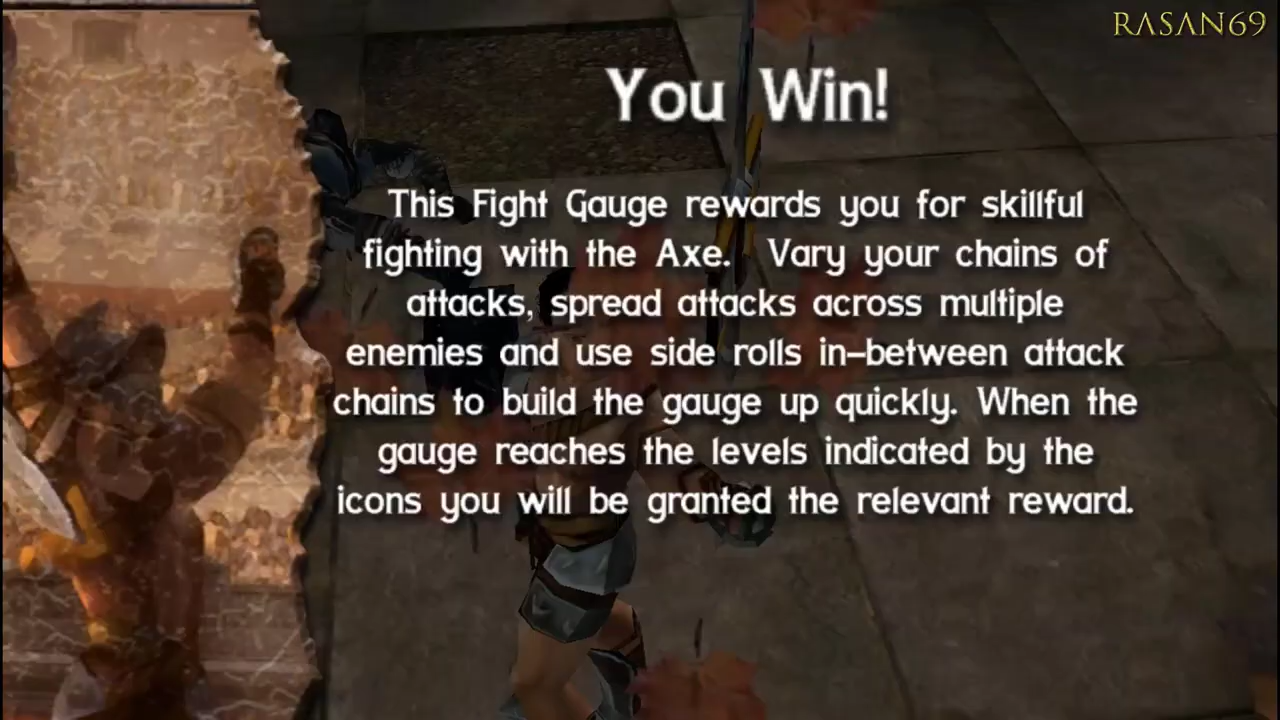 RASAN69
You Win!
This Fight Gauge rewards you for skillful
fighting with the Axe. Vary your chains of
attacks, spread attacks across multiple
enemies and use side rolls in-between attack
chains to build the gauge up quickly. When the
gauge reaches the levels indicated by the
icons you will be granted the relevant reward.